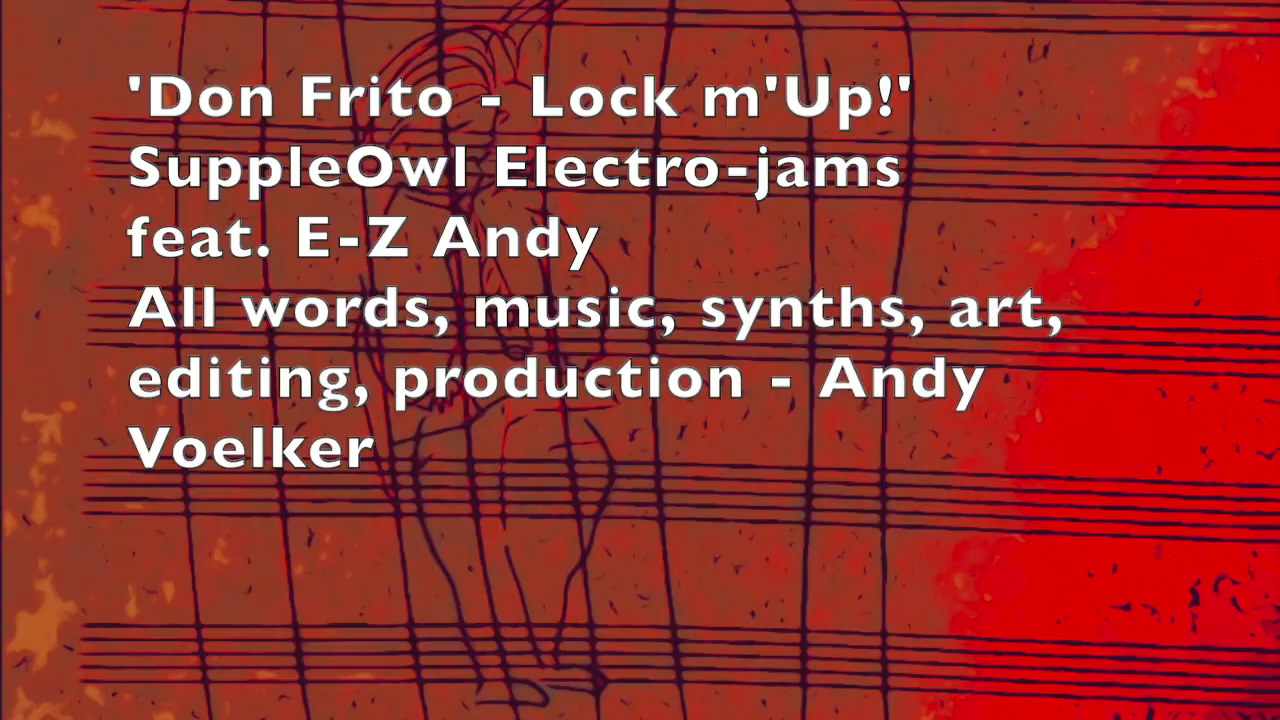 'Don Frito - Lock m'Up!'
SuppleOwl Electro-jams
feat. E-Z Andy
All words, music, synths, art,
editing, production - Andy
Voelker